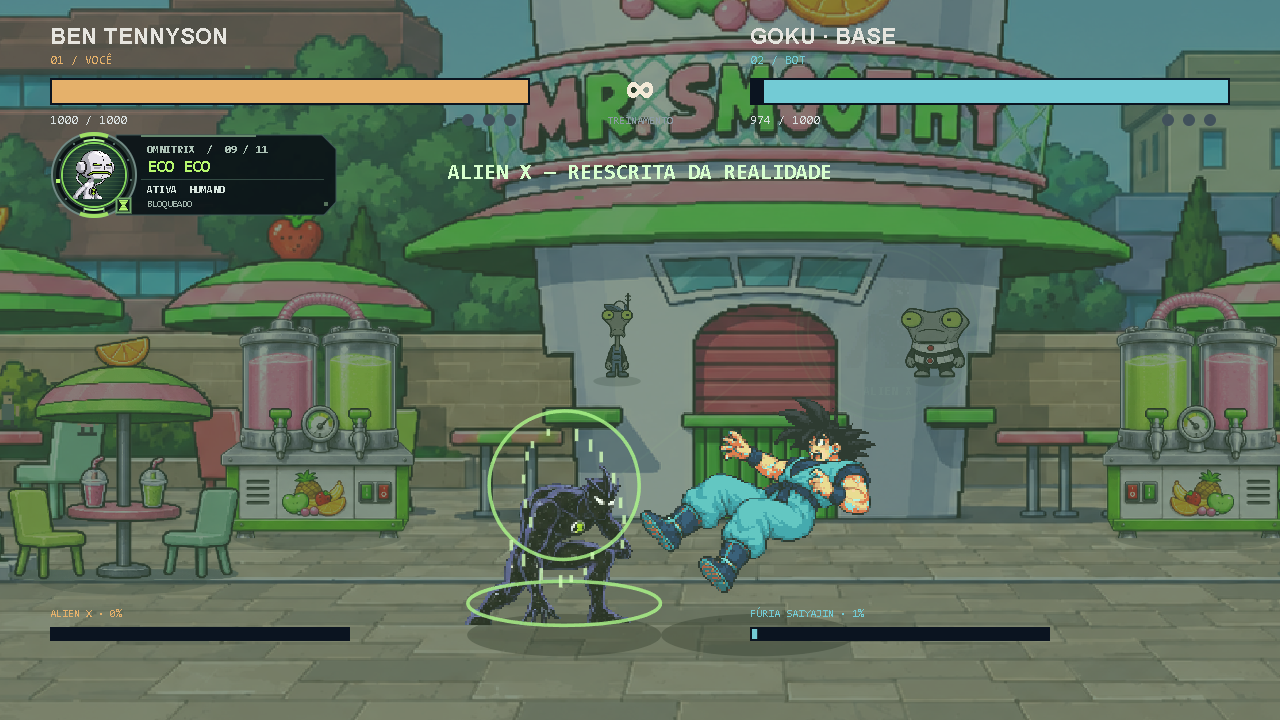 BEN TENNYSON
01 / VOCÊ
1000 / 1000
GOKU · BASE
02 / BOT
974 / 1000
∞
TREINAMENTO
MR. SMOOTHY
OMNITRIX / 09 / 11
ECO ECO
ATIVA HUMANO
BLOQUEADO
ALIEN X — REESCRITA DA REALIDADE
ALIEN X · 0%
FÚRIA SAIYAJIN · 1%